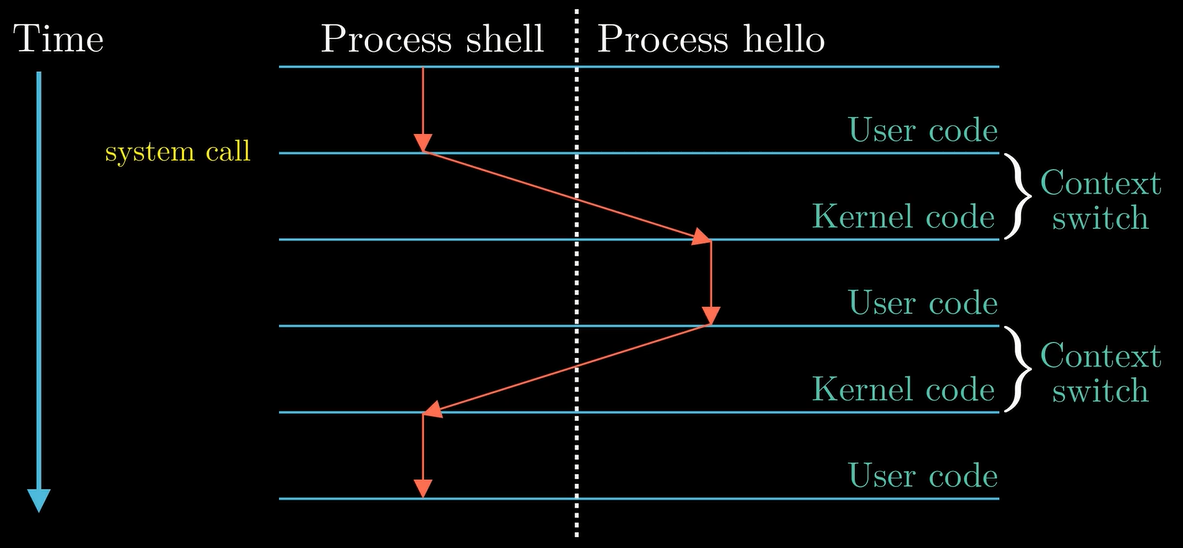 Time
Process shell
Process hello
User code
system call
Context
switch
Kernel code
User code
Context
switch
Kernel code
User code